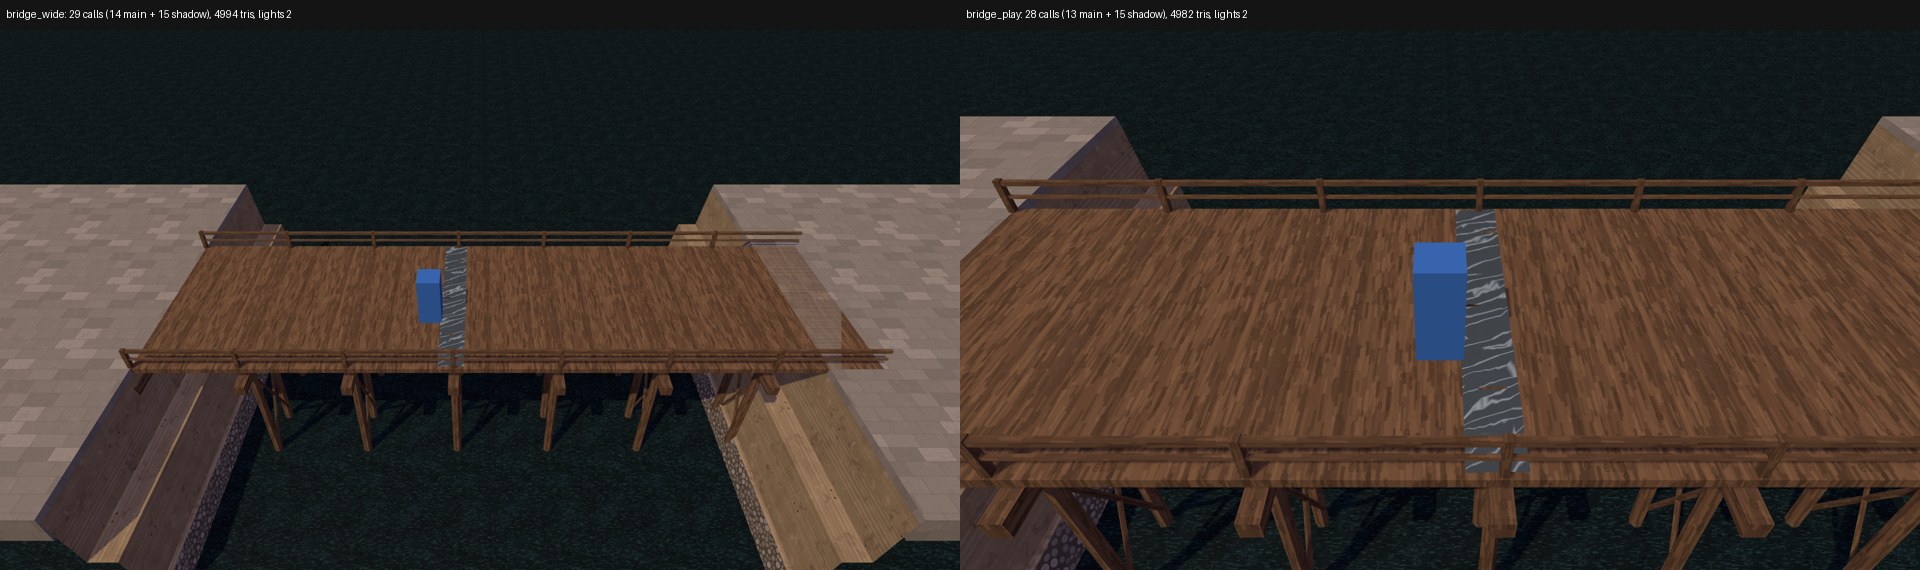 bridge_wide: 29 calls (14 main + 15 shadow), 4994 tris, lights 2
bridge_play: 28 calls (13 main + 15 shadow), 4982 tris, lights 2